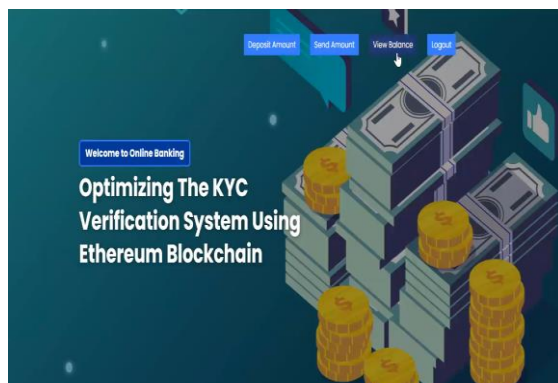 Deposit Amount Send Amount View Balance Logout
Welcome to Online Banking
Optimizing The KYC
Verification System Using
Ethereum Blockchain